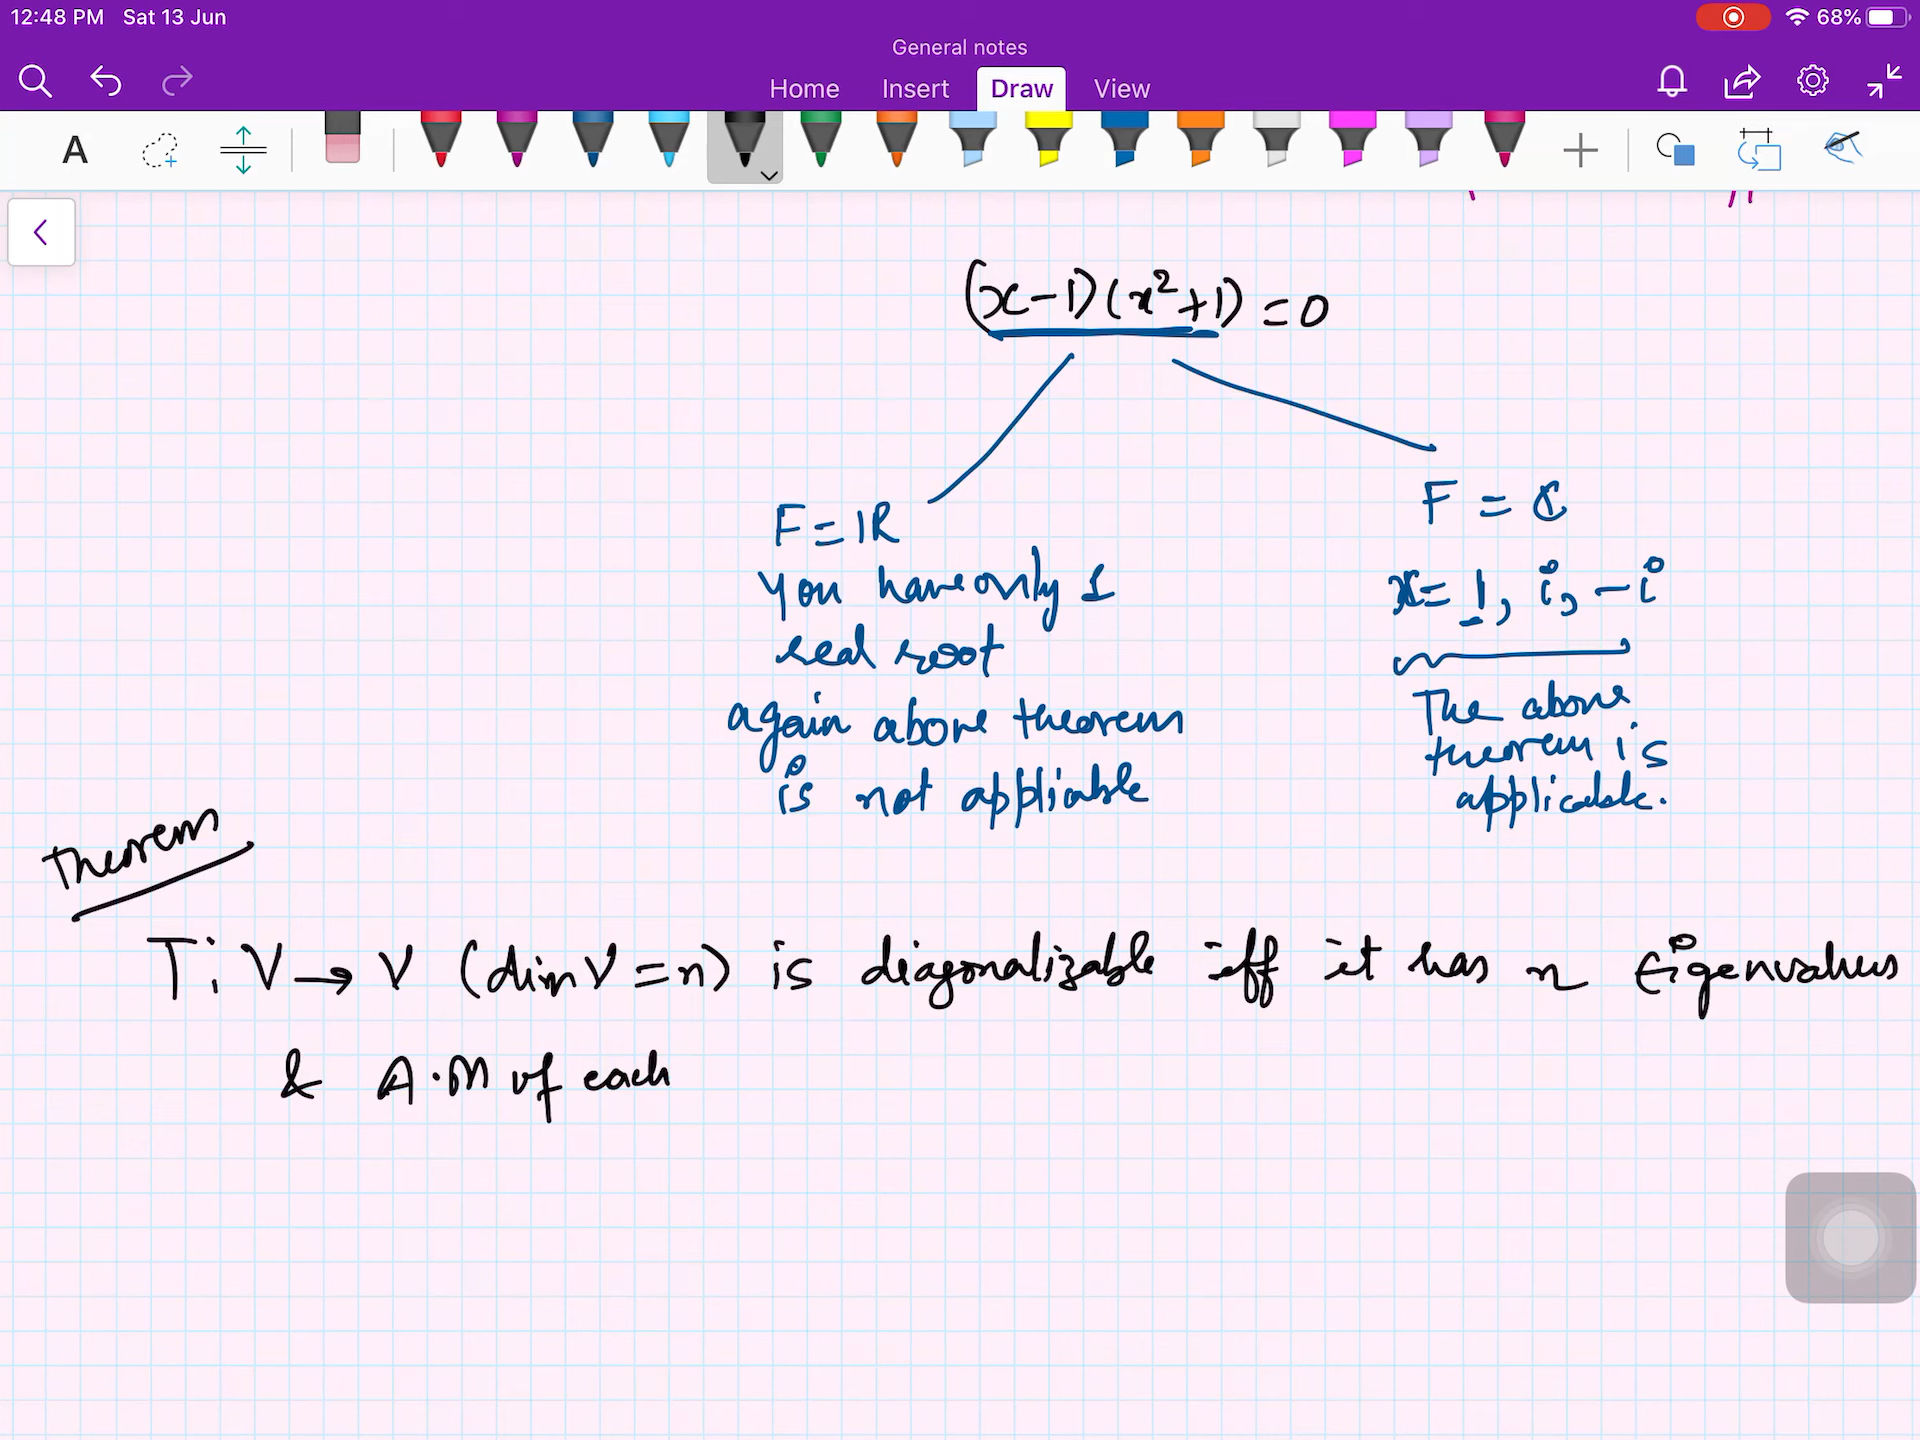 12:48 PM Sat 13 Jun
68%
General notes
Home Insert Draw View
A
(x-1)(x²+1) = 0
F = IR
F = ℂ
you have only 1
real root
x = 1, i, -i
again above theorem
is not appliable
The above
theorem is
applicable.
Theorem
T: V → V (dim V = n) is diagonalizable iff it has n Eigenvalues
& A.M of each